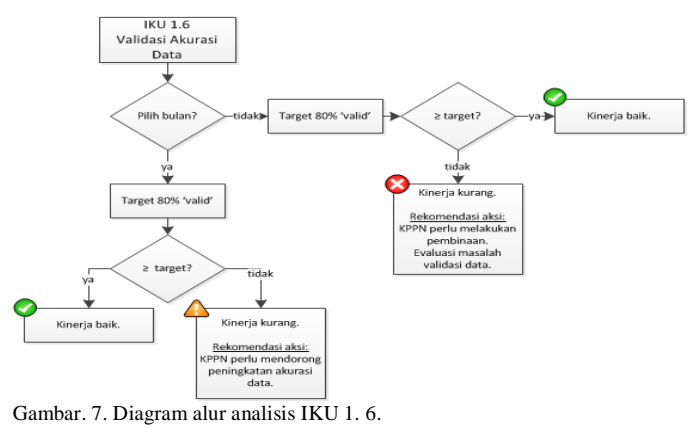 IKU 1.6
Validasi Akurasi
Data
Pilih bulan?
tidak
Target 80% 'valid'
≥ target?
ya
Kinerja baik.
tidak
Kinerja kurang.
Rekomendasi aksi:
KPPN perlu melakukan
pembinaan.
Evaluasi masalah
validasi data.
ya
Target 80% 'valid'
≥ target?
ya
Kinerja baik.
tidak
Kinerja kurang.
Rekomendasi aksi:
KPPN perlu mendorong
peningkatan akurasi
data.
Gambar. 7. Diagram alur analisis IKU 1. 6.